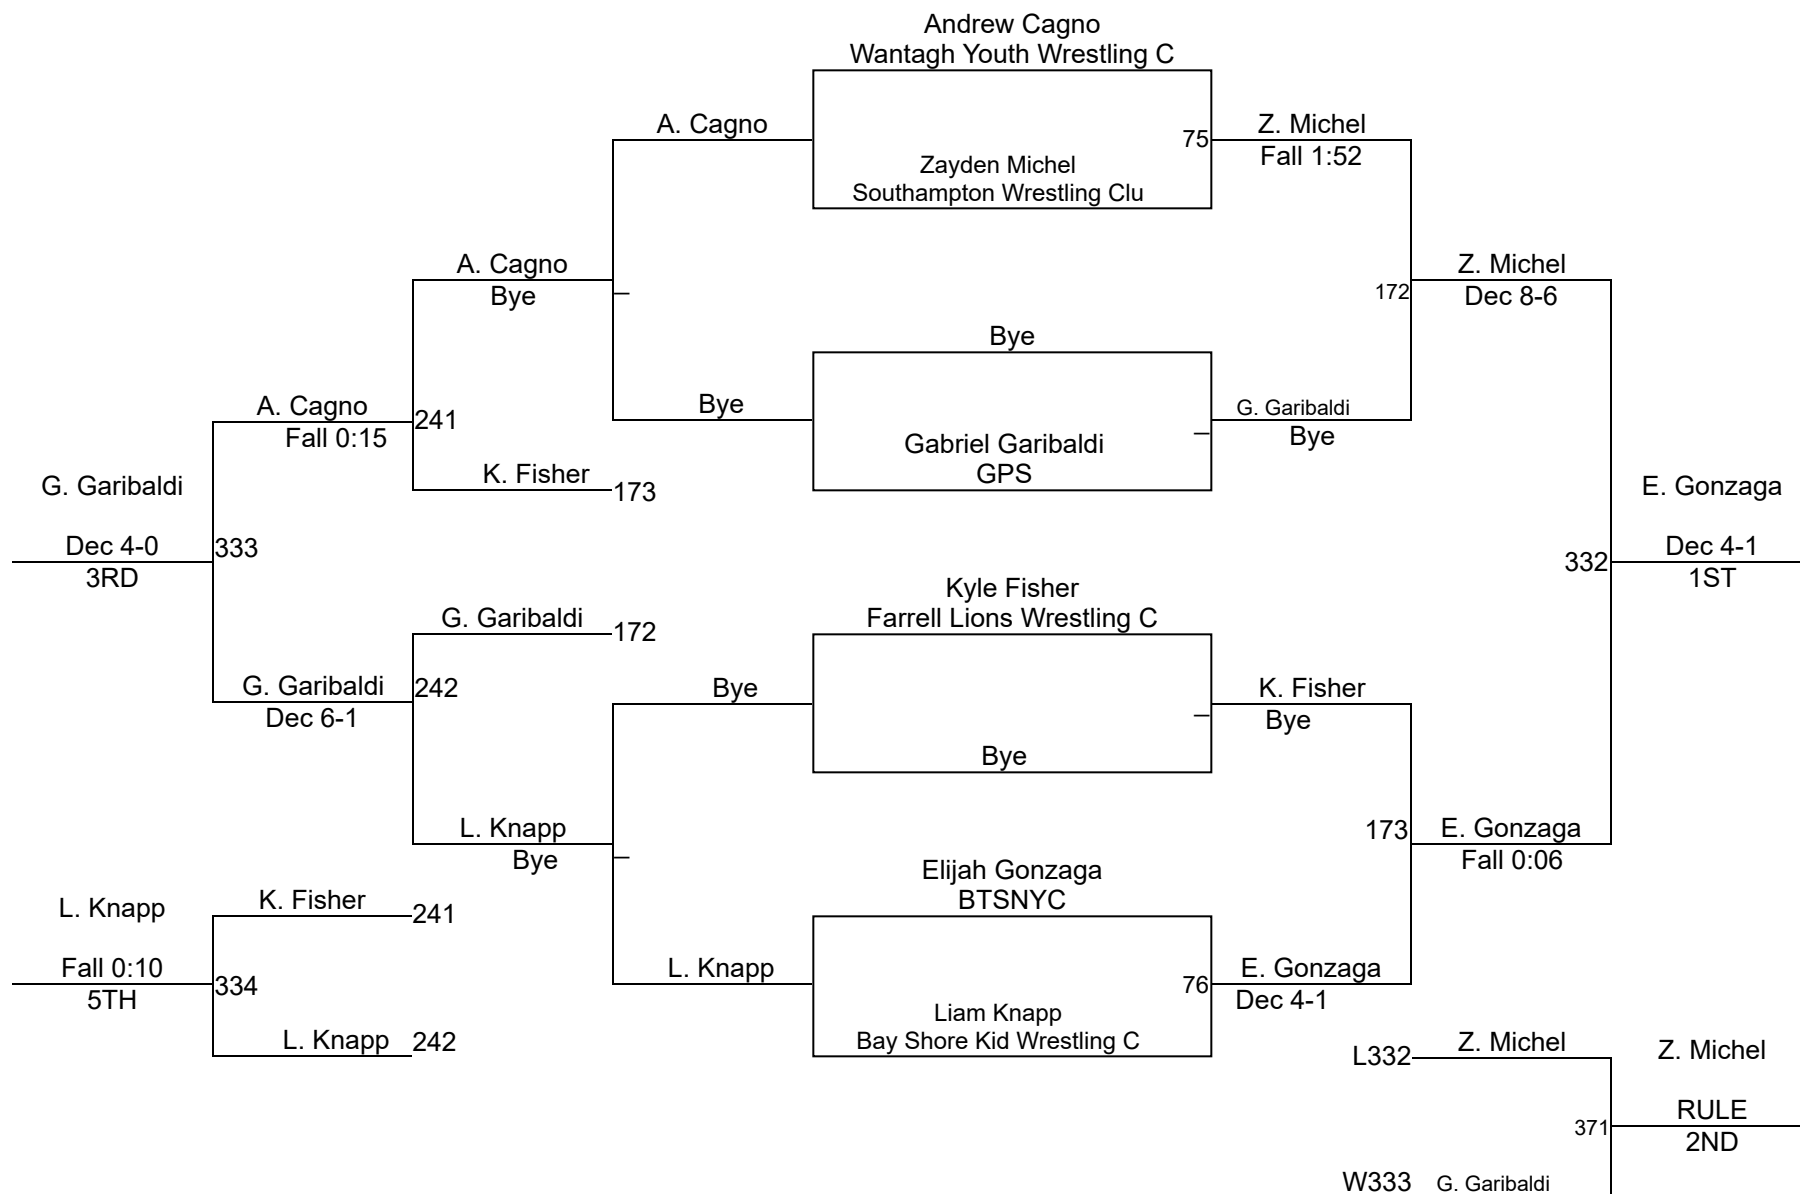 Andrew Cagno
Wantagh Youth Wrestling C
A. Cagno
75
Z. Michel
Fall 1:52
Zayden Michel
Southampton Wrestling Clu
A. Cagno
Bye
Z. Michel
172
Dec 8-6
Bye
A. Cagno
Bye
G. Garibaldi
241
Fall 0:15
Bye
Gabriel Garibaldi
GPS
K. Fisher
173
G. Garibaldi
E. Gonzaga
Dec 4-0
333
3RD
332
Dec 4-1
1ST
Kyle Fisher
Farrell Lions Wrestling C
G. Garibaldi
172
G. Garibaldi
242
Dec 6-1
Bye
K. Fisher
Bye
Bye
L. Knapp
Bye
173
E. Gonzaga
Fall 0:06
Elijah Gonzaga
BTSNYC
L. Knapp
K. Fisher
241
Fall 0:10
334
5TH
L. Knapp
76
E. Gonzaga
Dec 4-1
Liam Knapp
Bay Shore Kid Wrestling C
L. Knapp
242
L332
Z. Michel
Z. Michel
371
RULE
2ND
W333
G. Garibaldi